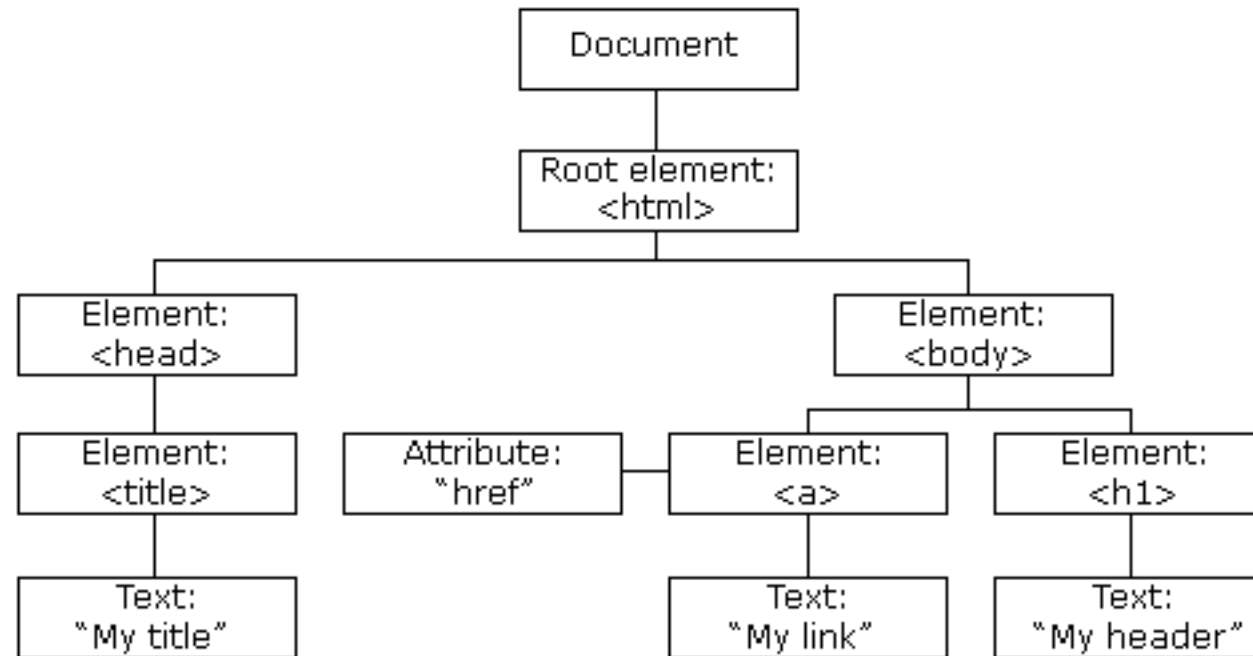 Document
Root element:
<html>
Element:
<head>
Element:
<body>
Element:
<title>
Attribute:
“href”
Element:
<a>
Element:
<h1>
Text:
“My title”
Text:
“My link”
Text:
“My header”